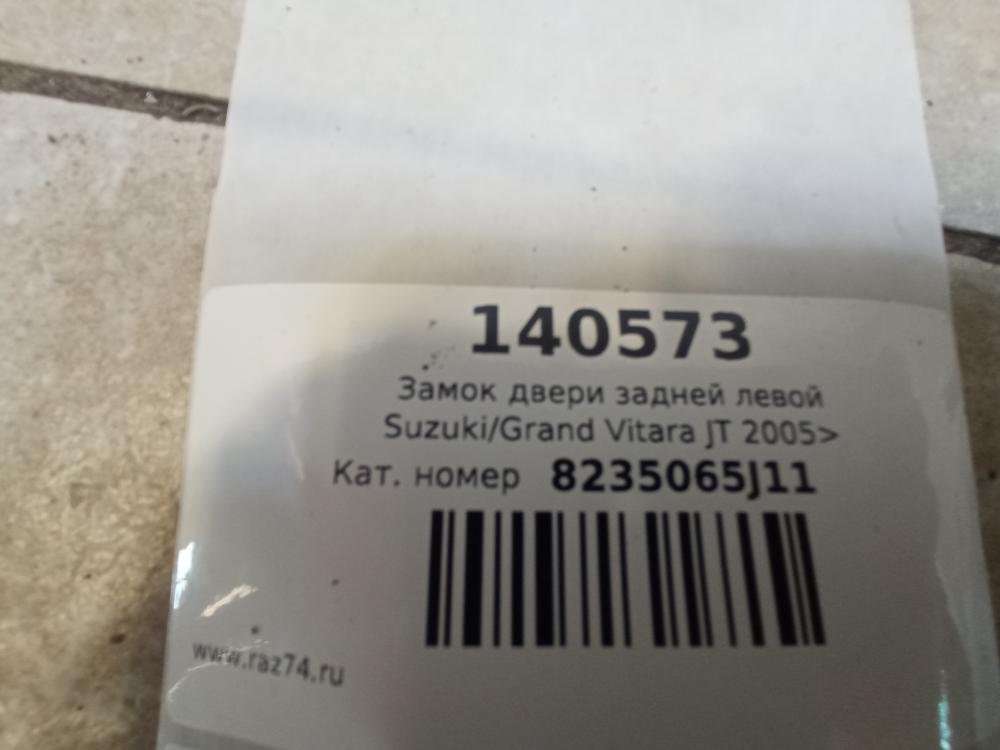 140573
Замок двери задней левой
Suzuki/Grand Vitara JT 2005>
Кат. номер 8235065J11
www.raz74.ru